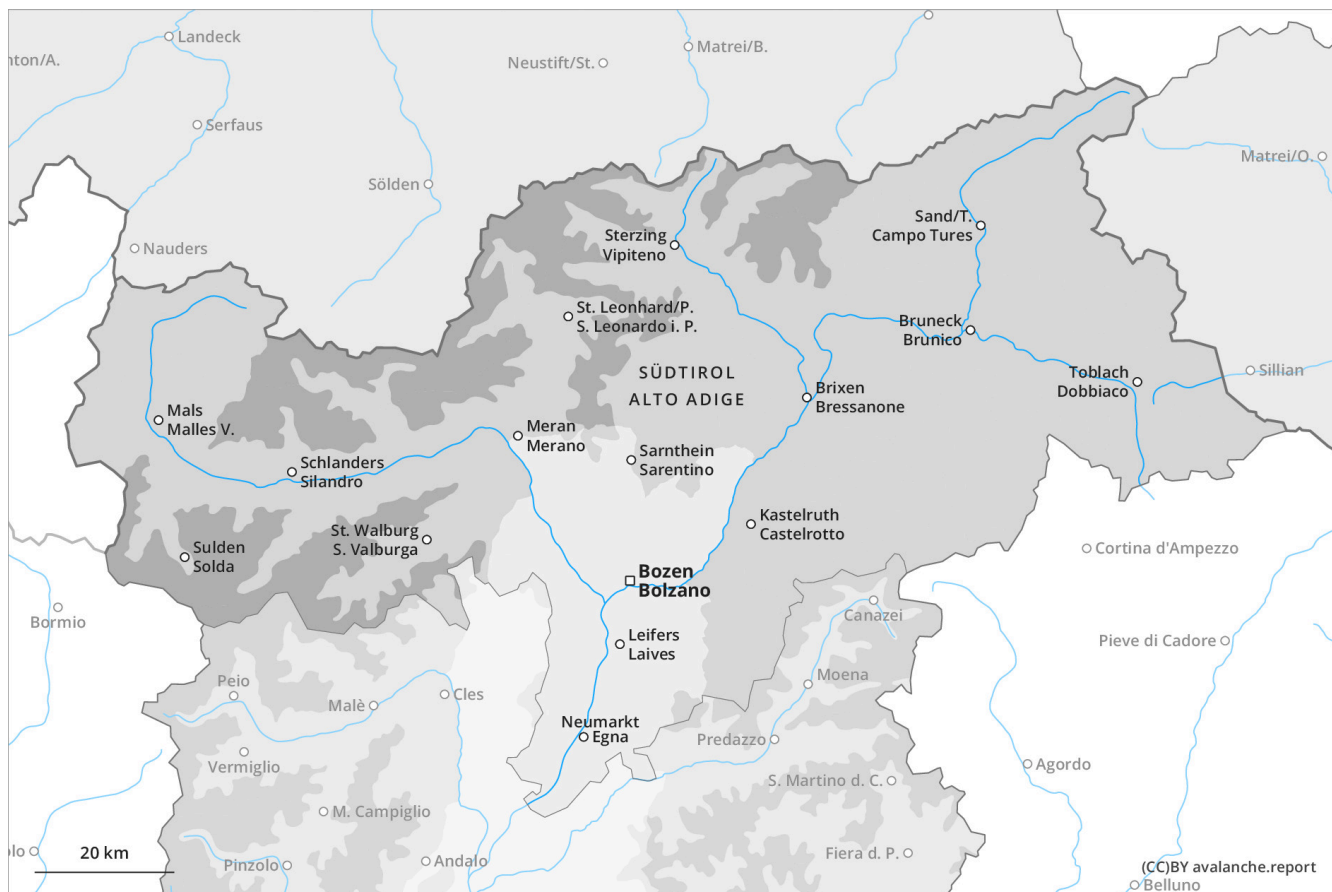 Landeck
nton/A.
Neustift/St.
Matrei/B.
Serfaus
Sölden
Matrei/O.
Nauders
Sand/T.
Campo Tures
Sterzing
Vipiteno
St. Leonhard/P.
S. Leonardo i. P.
Bruneck
Brunico
SÜDTIROL
ALTO ADIGE
Toblach
Dobbiaco
Sillian
Brixen
Bressanone
Mals
Malles V.
Meran
Merano
Sarnthein
Sarentino
Schlanders
Silandro
Kastelruth
Castelrotto
St. Walburg
S. Valburga
Sulden
Solda
Cortina d'Ampezzo
Bozen
Bolzano
Bormio
Canazei
Leifers
Laives
Pieve di Cadore
Peio
Malè
Cles
Moena
Neumarkt
Egna
Predazzo
Vermiglio
Agordo
S. Martino d. C.
M. Campiglio
olo
20 km
Pinzolo
Andalo
Fiera d. P.
(CC)BY avalanche.report
Belluno